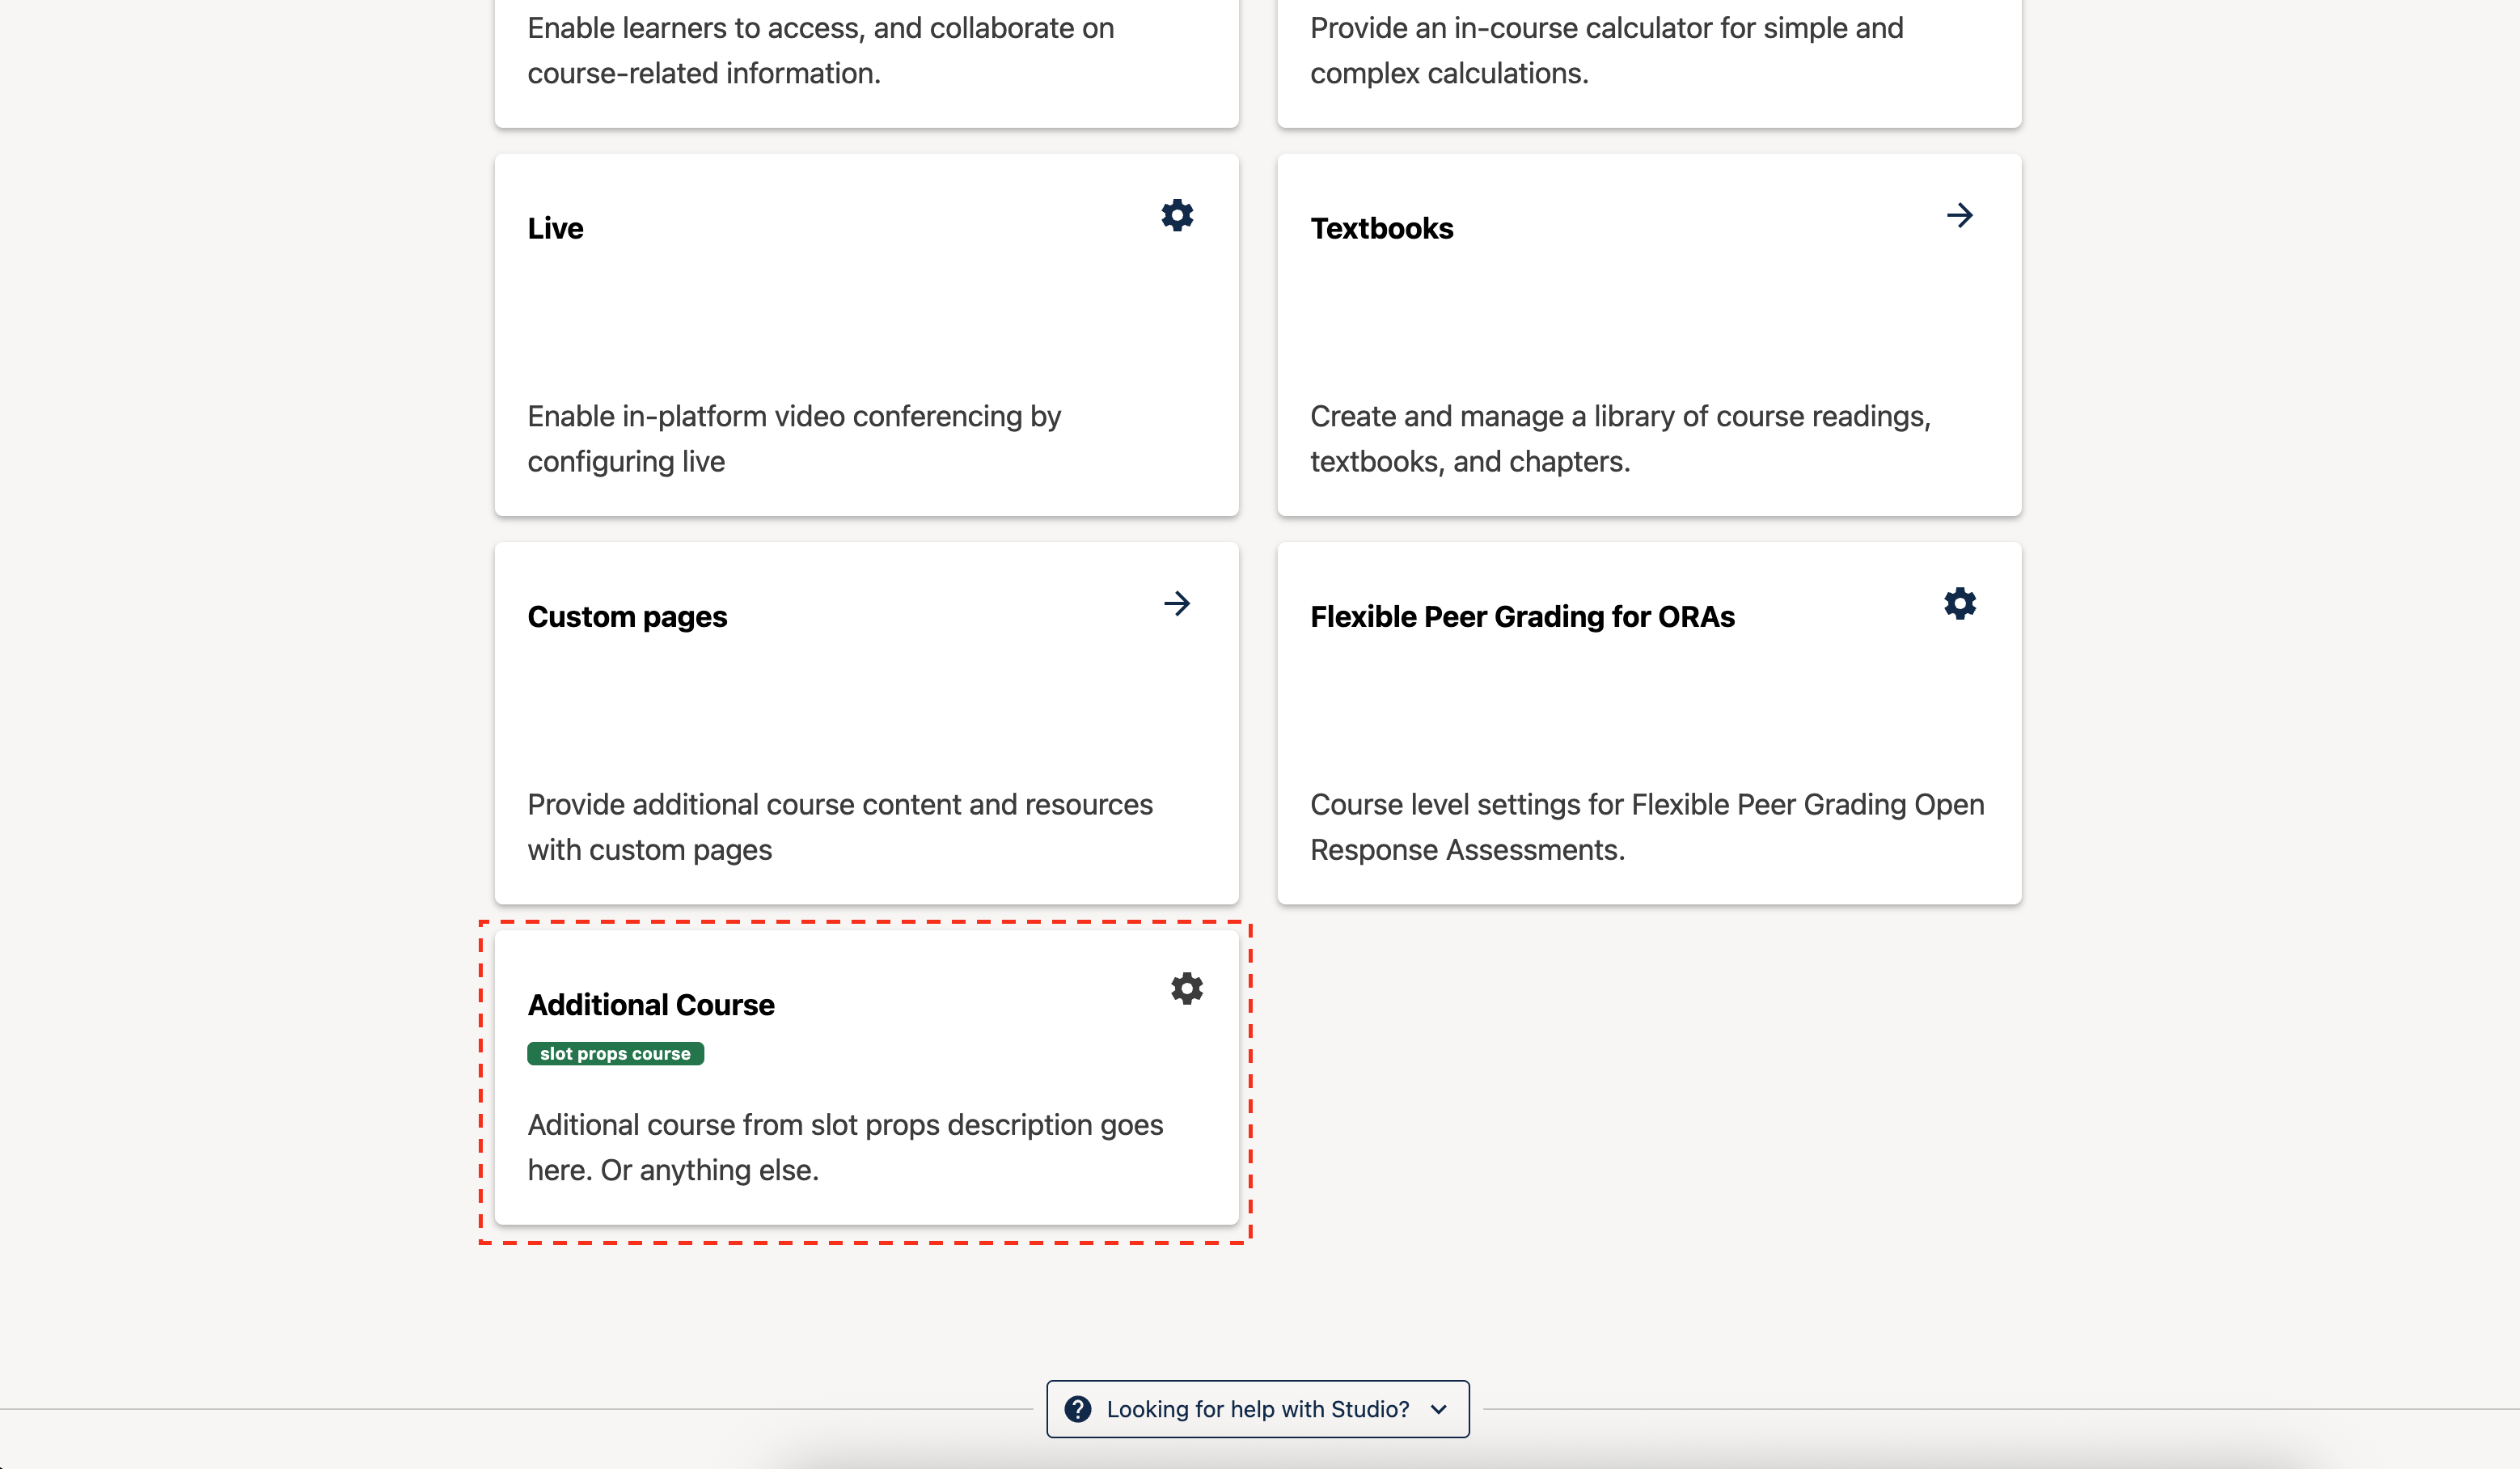 Enable learners to access, and collaborate on
course-related information.
Provide an in-course calculator for simple and
complex calculations.
Live
Enable in-platform video conferencing by
configuring live
Textbooks
Create and manage a library of course readings,
textbooks, and chapters.
Custom pages
Provide additional course content and resources
with custom pages
Flexible Peer Grading for ORAs
Course level settings for Flexible Peer Grading Open
Response Assessments.
Additional Course
slot props course
Aditional course from slot props description goes
here. Or anything else.
Looking for help with Studio?